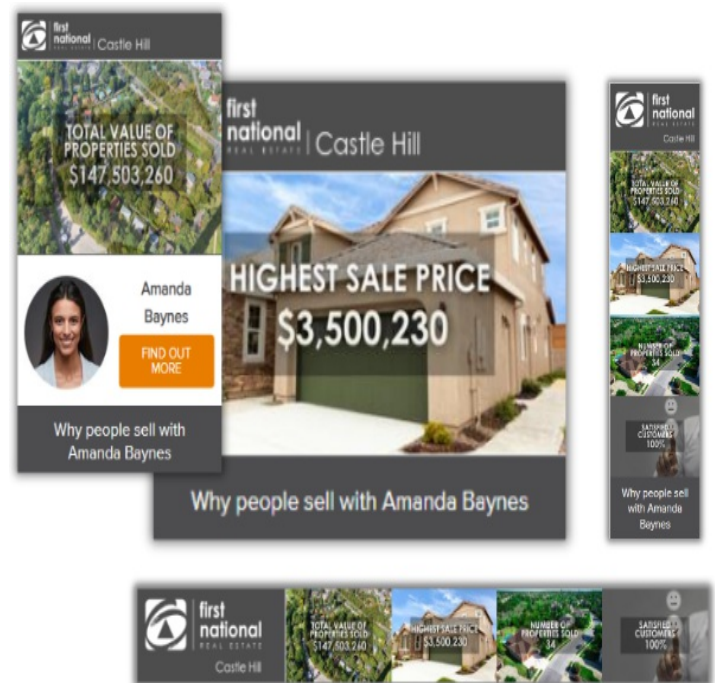 first
national
REAL ESTATE
Castle Hill
TOTAL VALUE OF
PROPERTIES SOLD
$147,503,260
Amanda
Baynes
FIND OUT
MORE
Why people sell with
Amanda Baynes
first
national
REAL ESTATE
Castle Hill
HIGHEST SALE PRICE
$3,500,230
Why people sell with Amanda Baynes
first
national
REAL ESTATE
Castle Hill
TOTAL VALUE OF
PROPERTIES SOLD
$147,503,260
HIGHEST SALE PRICE
$3,500,230
NUMBER OF
PROPERTIES SOLD
34
SATISFIED
CUSTOMERS
100%
Why people sell
with Amanda
Baynes
first
national
REAL ESTATE
Castle Hill
TOTAL VALUE OF
PROPERTIES SOLD
$147,503,260
HIGHEST SALE PRICE
$3,500,230
NUMBER OF
PROPERTIES SOLD
34
SATISFIED
CUSTOMERS
100%